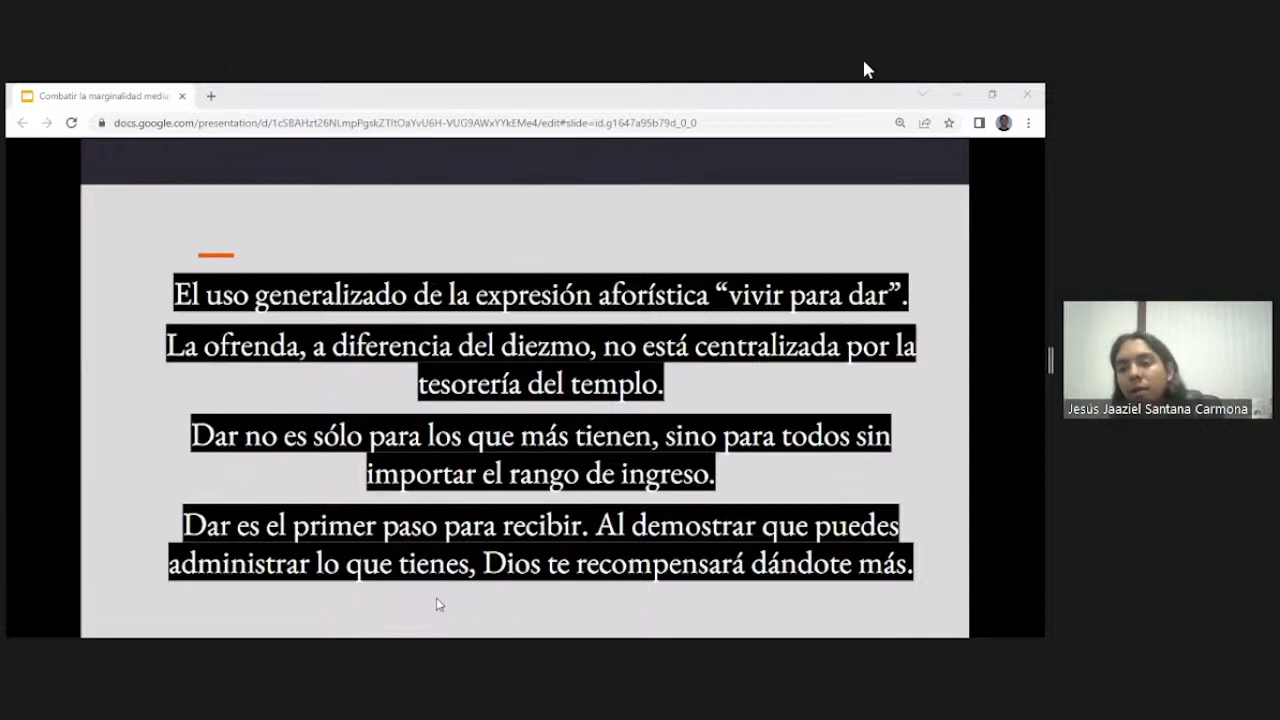 Combatir la marginalidad media
docs.google.com/presentation/d/1cSBAHzt26NLmpPgskZTltOaYvU6H-VUG9AWxYYkEMe4/edit#slide=id.g1647a95b79d_0_0
El uso generalizado de la expresión aforística “vivir para dar”.
La ofrenda, a diferencia del diezmo, no está centralizada por la
tesorería del templo.
Dar no es sólo para los que más tienen, sino para todos sin
importar el rango de ingreso.
Dar es el primer paso para recibir. Al demostrar que puedes
administrar lo que tienes, Dios te recompensará dándote más.
Jesús Jaaziel Santana Carmona